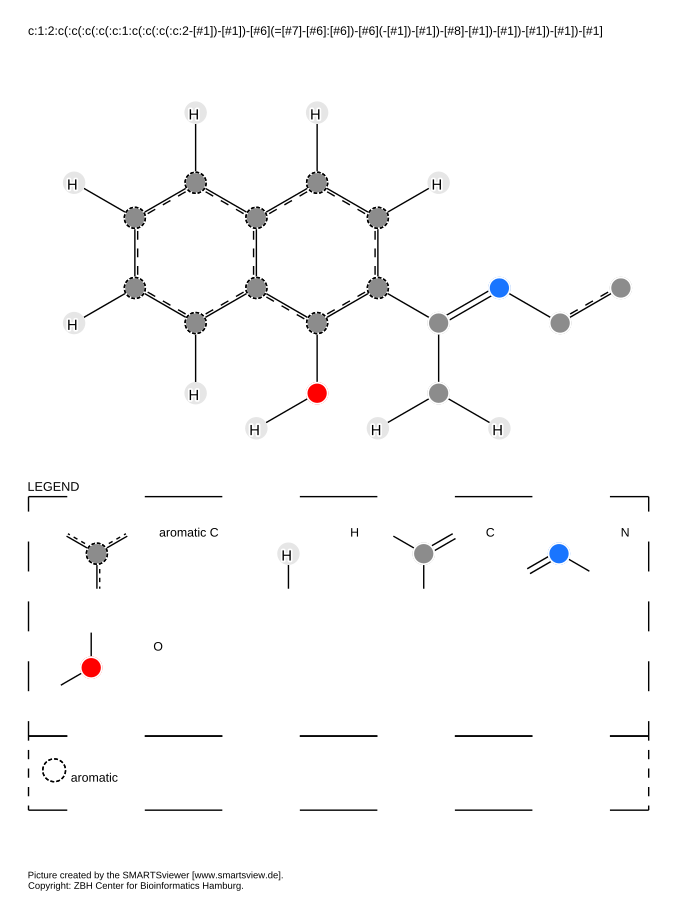 c:1:2:c(:c(:c(:c(:c:1:c(:c(:c(:c:2-[#1])-[#1])-[#6](=[#7]-[#6]:[#6])-[#6](-[#1])-[#1])-[#8]-[#1])-[#1])-[#1])-[#1])-[#1]
H H
H H
H
H
H H H
LEGEND
aromatic C H C N
H
O
aromatic
Picture created by the SMARTSviewer [www.smartsview.de].
Copyright: ZBH Center for Bioinformatics Hamburg.